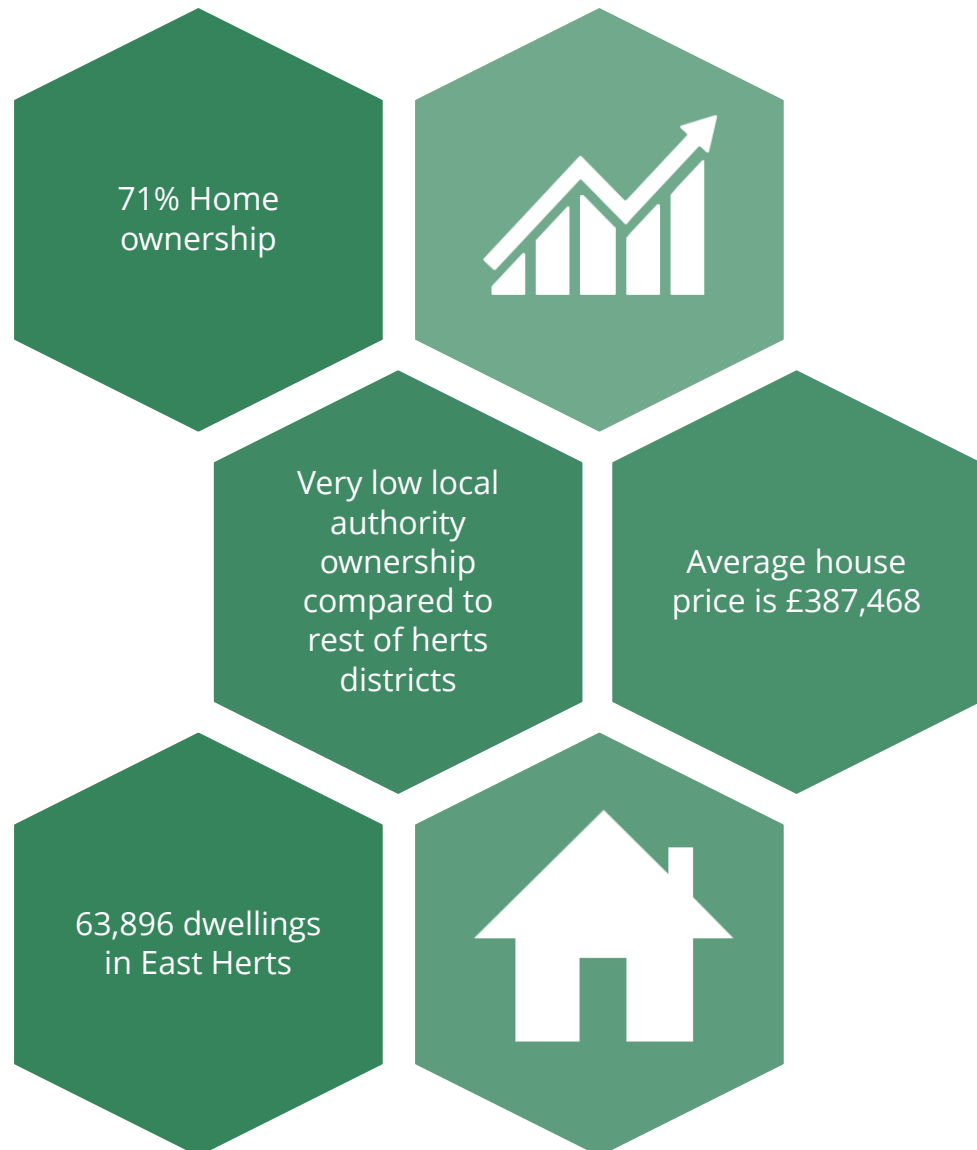 71% Home
ownership
Very low local
authority
ownership
compared to
rest of herts
districts
Average house
price is £387,468
63,896 dwellings
in East Herts